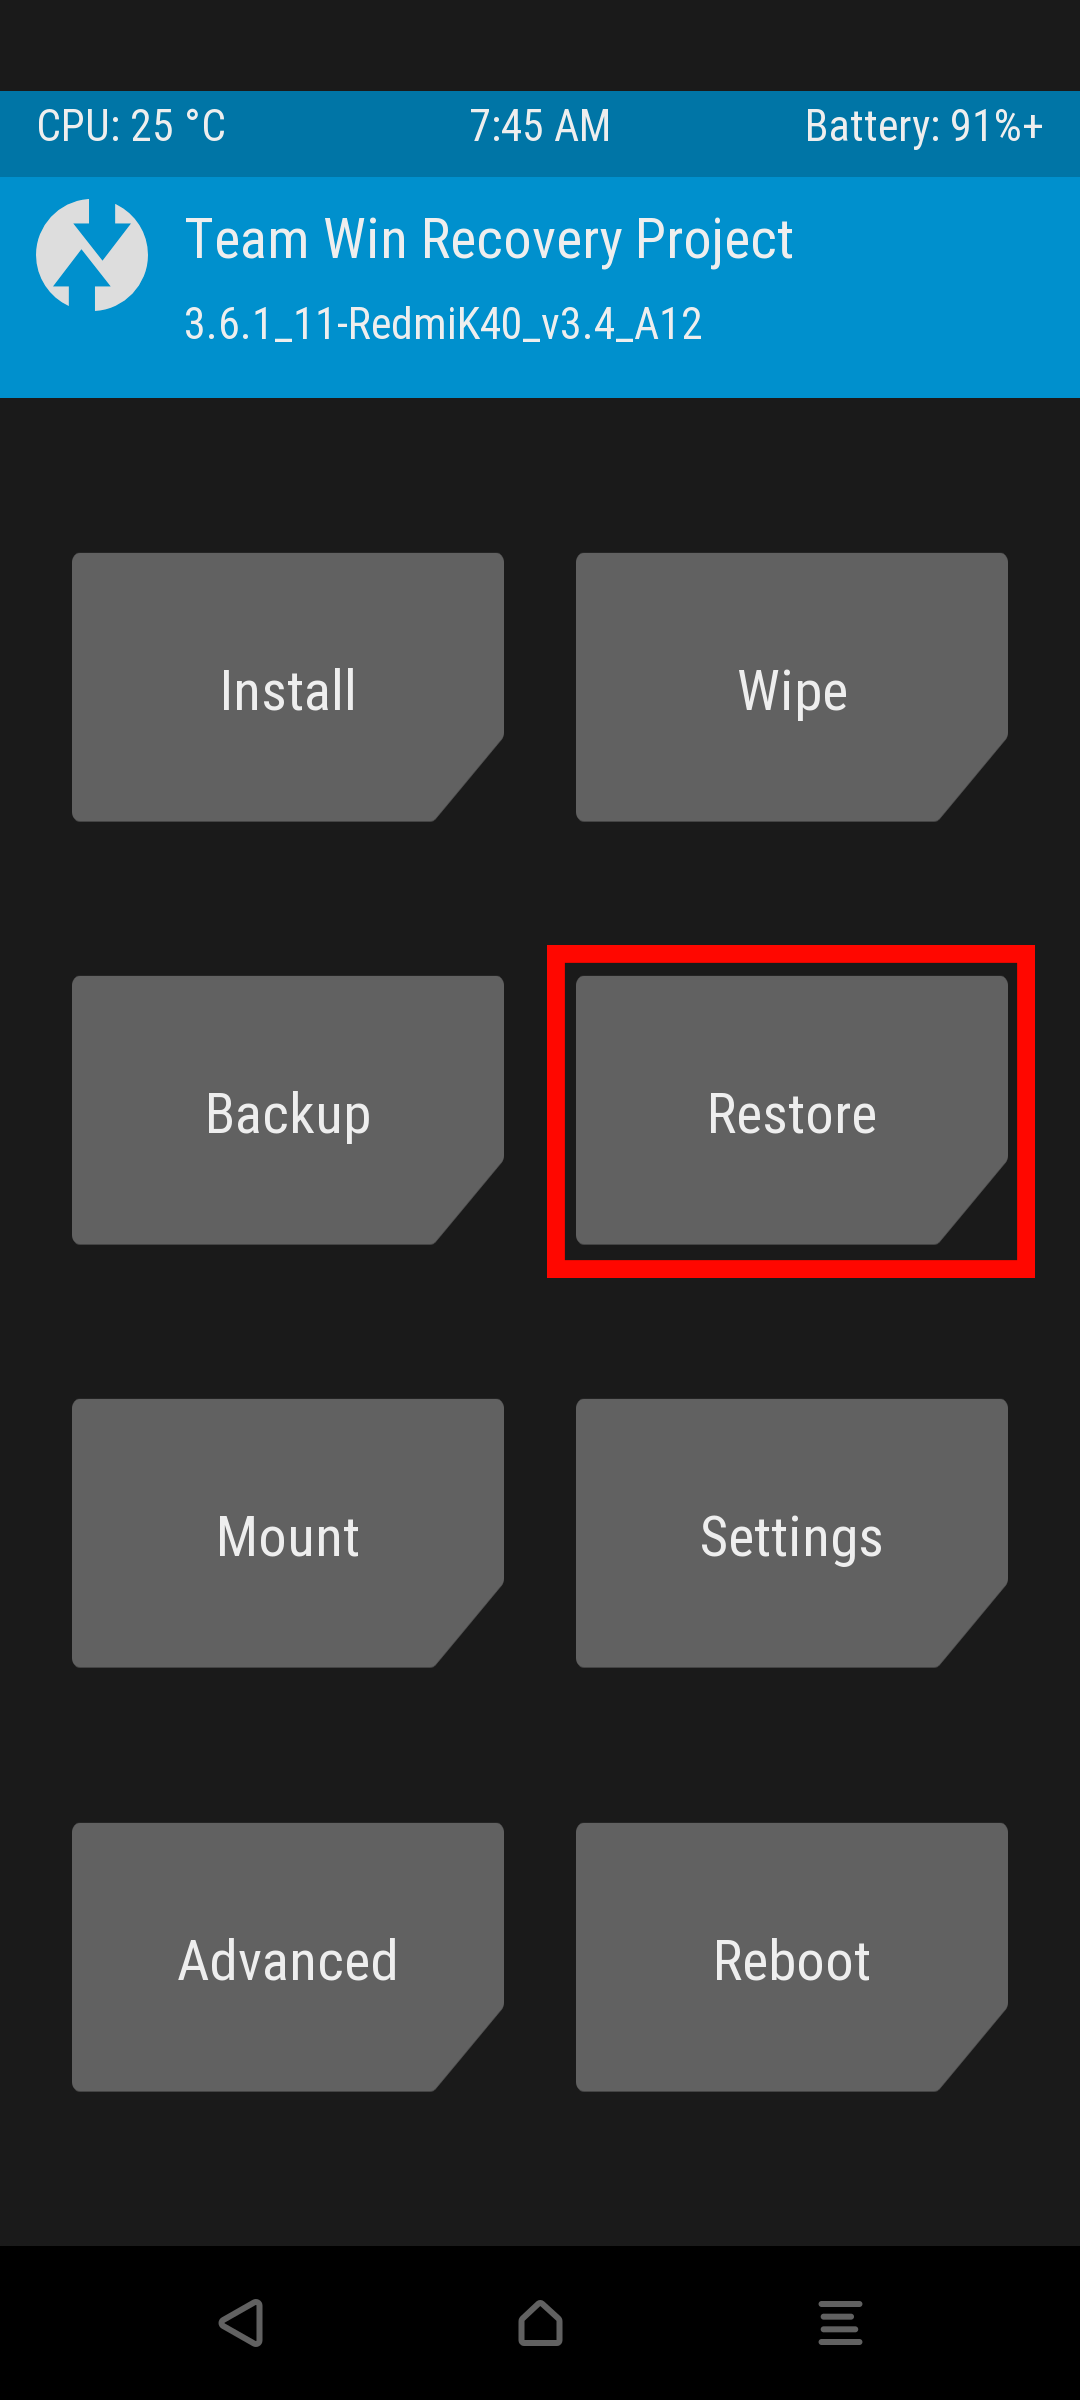 CPU: 25 °C 7:45 AM Battery: 91%+
Team Win Recovery Project
3.6.1_11-RedmiK40_v3.4_A12
Install Wipe
Backup Restore
Mount Settings
Advanced Reboot